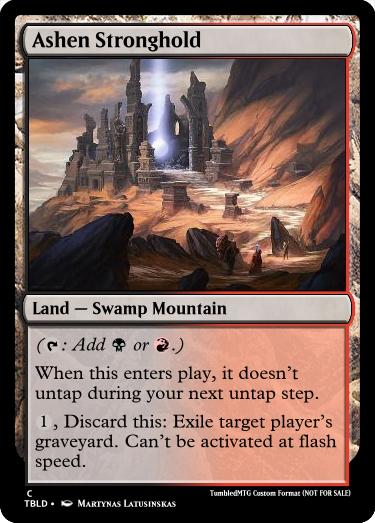 Ashen Stronghold
Land — Swamp Mountain
(: Add or .)
When this enters play, it doesn't
untap during your next untap step.
1 , Discard this: Exile target player's
graveyard. Can't be activated at flash
speed.
C
TBLD • Martynas Latusinskas
TumbledMTG Custom Format (NOT FOR SALE)